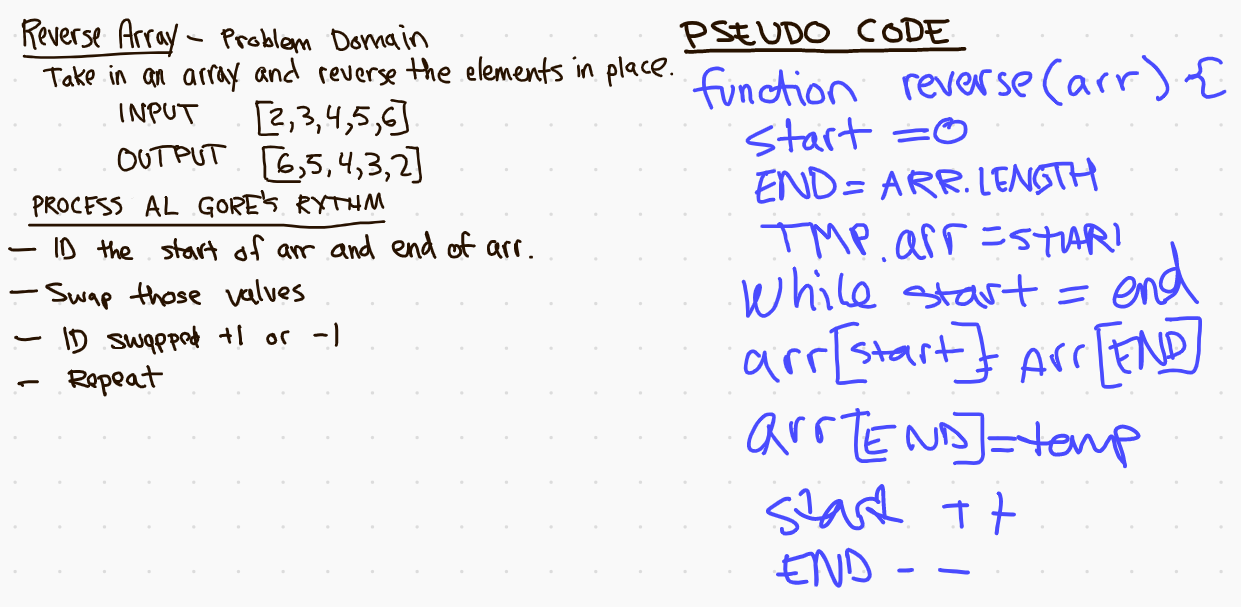 Reverse Array - Problem Domain
Take in an array and reverse the elements in place.
INPUT [2,3,4,5,6]
OUTPUT [6,5,4,3,2]
PROCESS AL GORE'S RYTHM
- ID the start of arr and end of arr.
- Swap those values
- ID swapped +1 or -1
- Repeat
PSEUDO CODE
function reverse(arr) {
start = 0
END = ARR.LENGTH
TMP.arr = START
While start = end
arr[start] = Arr[END]
arr[END] = temp
start ++
END --